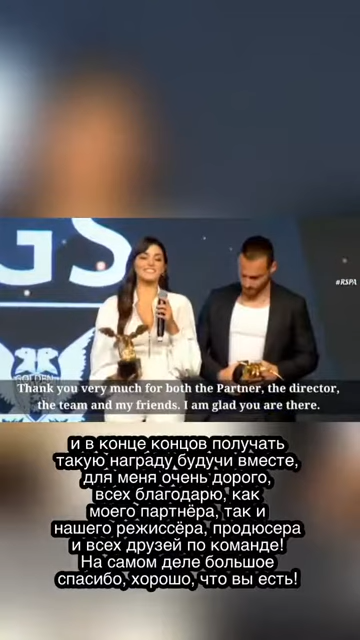 GS
#RSPA
Thank you very much for both the Partner, the director,
the team and my friends. I am glad you are there.
и в конце концов получать
такую награду будучи вместе,
для меня очень дорого,
всех благодарю, как
моего партнёра, так и
нашего режиссёра, продюсера
и всех друзей по команде!
На самом деле большое
спасибо, хорошо, что вы есть!